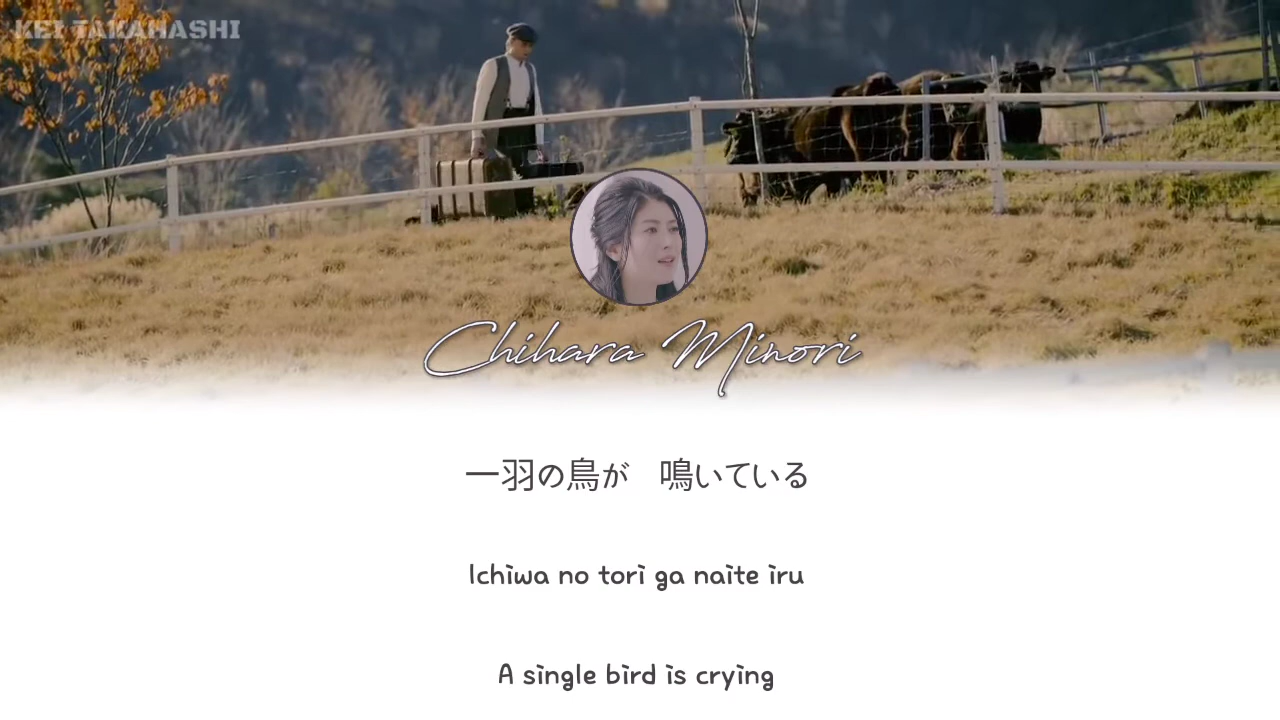 KEI TAKAHASHI
Chihara Minori
一羽の鳥が　鳴いている
Ichiwa no tori ga naite iru
A single bird is crying